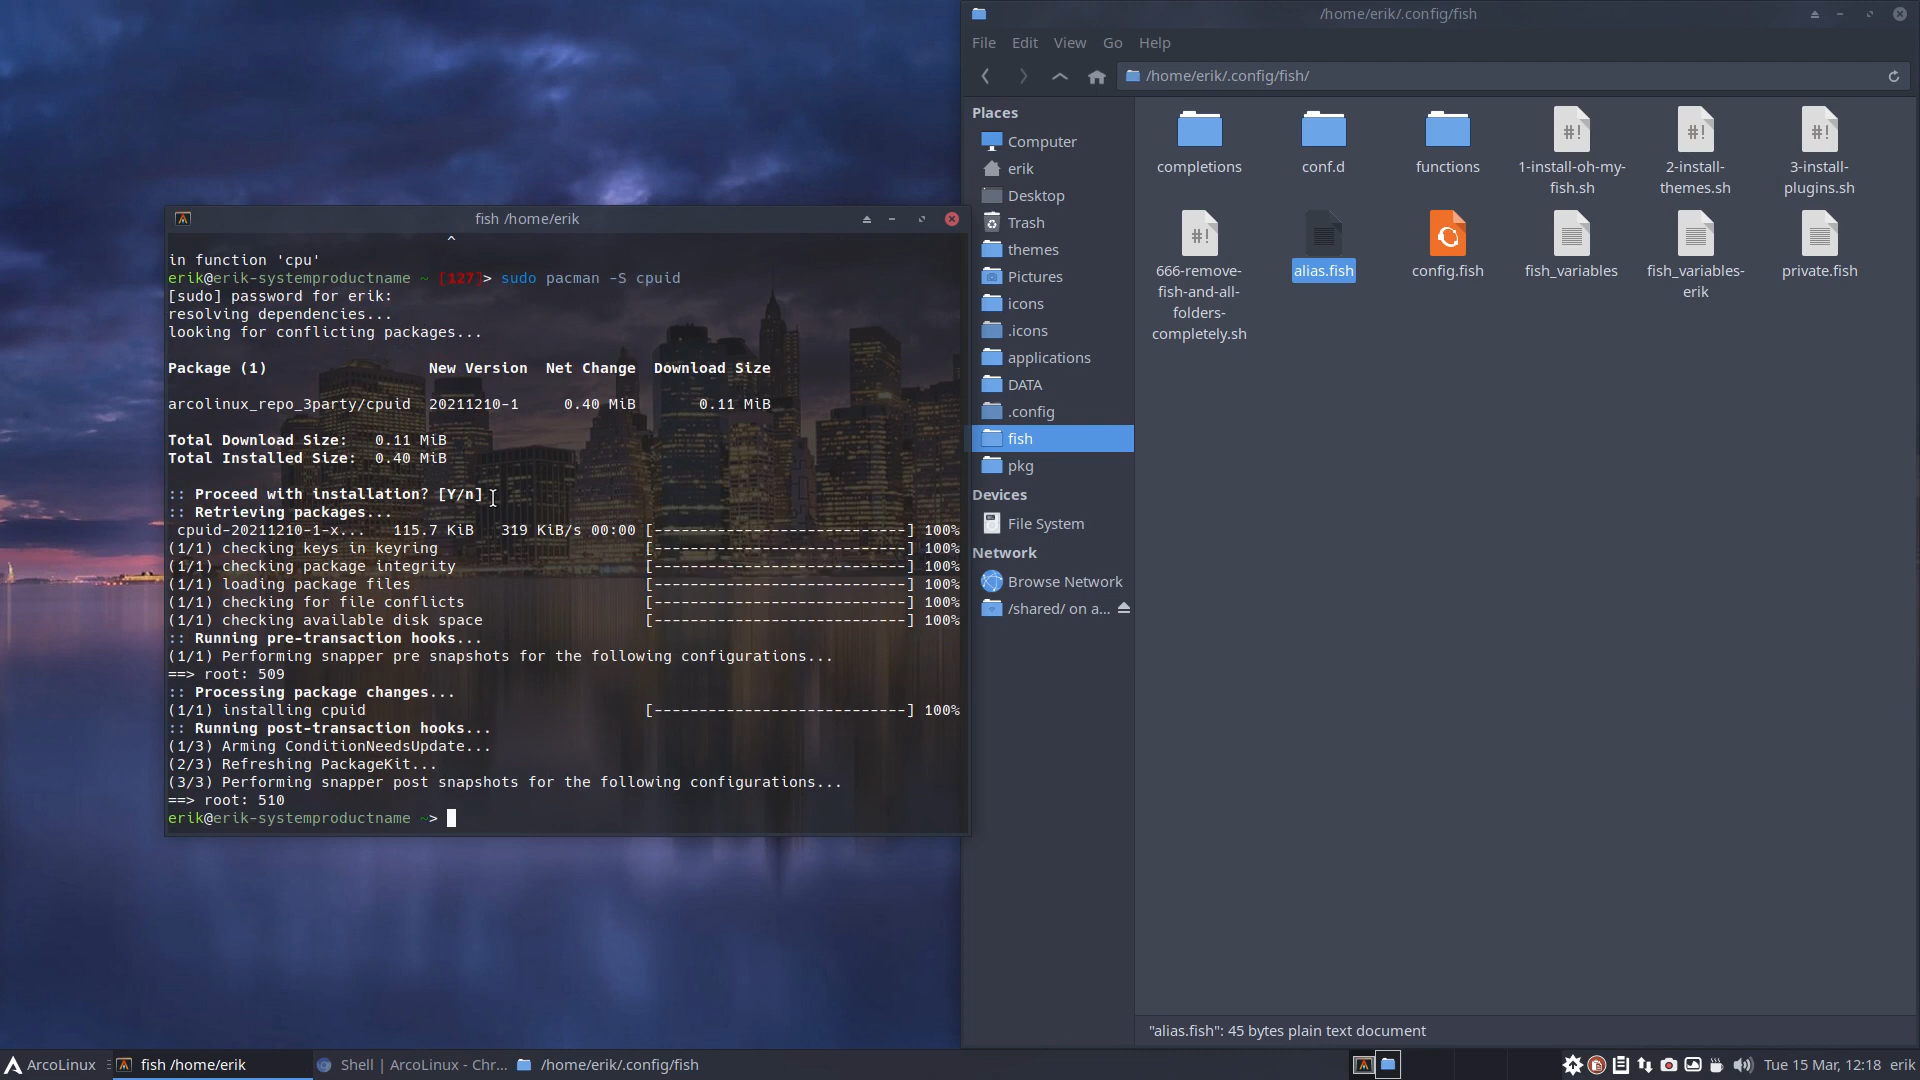 fish /home/erik
^
in function 'cpu'
erik@erik-systemproductname ~ [127]> sudo pacman -S cpuid
[sudo] password for erik:
resolving dependencies...
looking for conflicting packages...
Package (1) New Version Net Change Download Size
arcolinux_repo_3party/cpuid 20211210-1 0.40 MiB 0.11 MiB
Total Download Size: 0.11 MiB
Total Installed Size: 0.40 MiB
:: Proceed with installation? [Y/n]
:: Retrieving packages...
cpuid-20211210-1-x... 115.7 KiB 319 KiB/s 00:00 [----------------------------] 100%
(1/1) checking keys in keyring [----------------------------] 100%
(1/1) checking package integrity [----------------------------] 100%
(1/1) loading package files [----------------------------] 100%
(1/1) checking for file conflicts [----------------------------] 100%
(1/1) checking available disk space [----------------------------] 100%
:: Running pre-transaction hooks...
(1/1) Performing snapper pre snapshots for the following configurations...
==> root: 509
:: Processing package changes...
(1/1) installing cpuid [----------------------------] 100%
:: Running post-transaction hooks...
(1/3) Arming ConditionNeedsUpdate...
(2/3) Refreshing PackageKit...
(3/3) Performing snapper post snapshots for the following configurations...
==> root: 510
erik@erik-systemproductname ~>
/home/erik/.config/fish
File Edit View Go Help
/home/erik/.config/fish/
Places
Computer
erik
Desktop
Trash
themes
Pictures
icons
.icons
applications
DATA
.config
fish
pkg
Devices
File System
Network
Browse Network
/shared/ on a...
completions
conf.d
functions
1-install-oh-my-
fish.sh
2-install-
themes.sh
3-install-
plugins.sh
666-remove-
fish-and-all-
folders-
completely.sh
alias.fish
config.fish
fish_variables
fish_variables-
erik
private.fish
"alias.fish": 45 bytes plain text document
ArcoLinux
fish /home/erik
Shell | ArcoLinux - Chr...
/home/erik/.config/fish
Tue 15 Mar, 12:18 erik